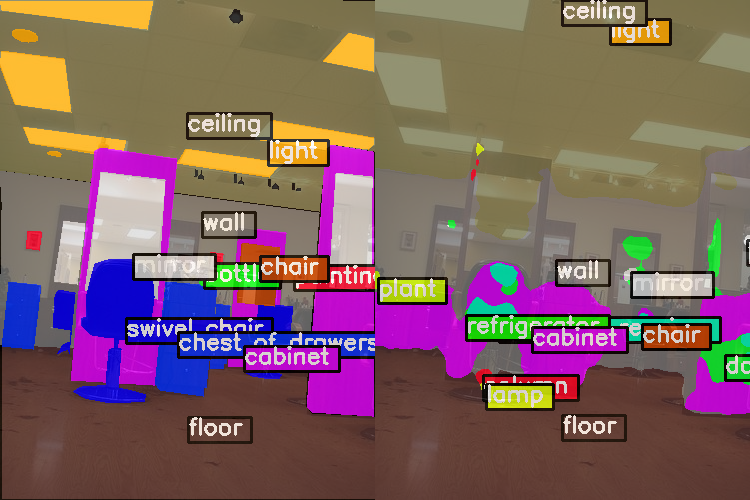 ceiling
light
wall
mirror
chair
swivel chair
chest of drawers
cabinet
floor
ceiling
light
wall
mirror
plant
refrigerator
cabinet
chair
column
lamp
floor